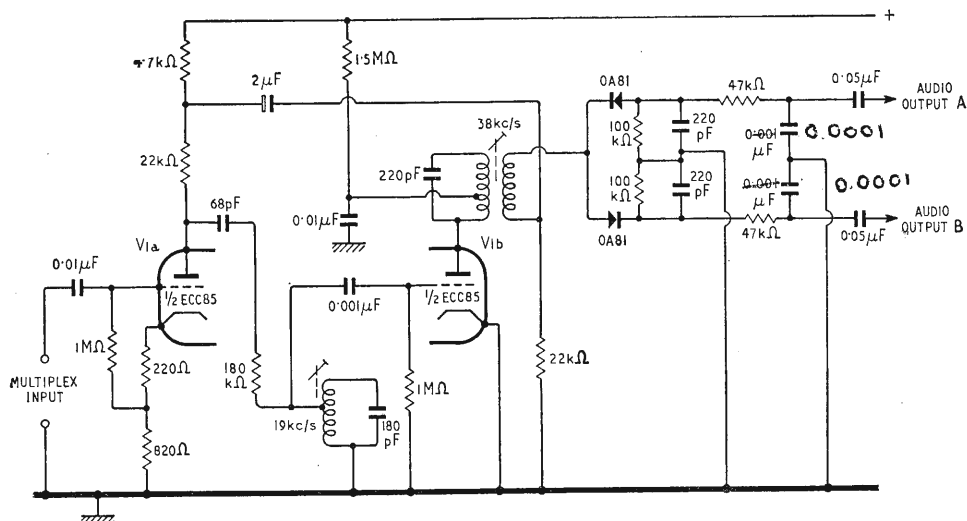 +
4.7kΩ
1.5MΩ
2μF
0A81
47kΩ
0.05μF
AUDIO
OUTPUT A
38kc/s
100
kΩ
220
pF
0.001
μF
0.0001
22kΩ
220pF
100
kΩ
220
pF
0.001
μF
0.0001
68pF
0.01μF
0A81
47kΩ
0.05μF
AUDIO
OUTPUT B
V1a
V1b
0.01μF
1/2 ECC85
0.001μF
1/2 ECC85
1MΩ
220Ω
180
kΩ
1MΩ
22kΩ
MULTIPLEX
INPUT
19kc/s
180
pF
820Ω